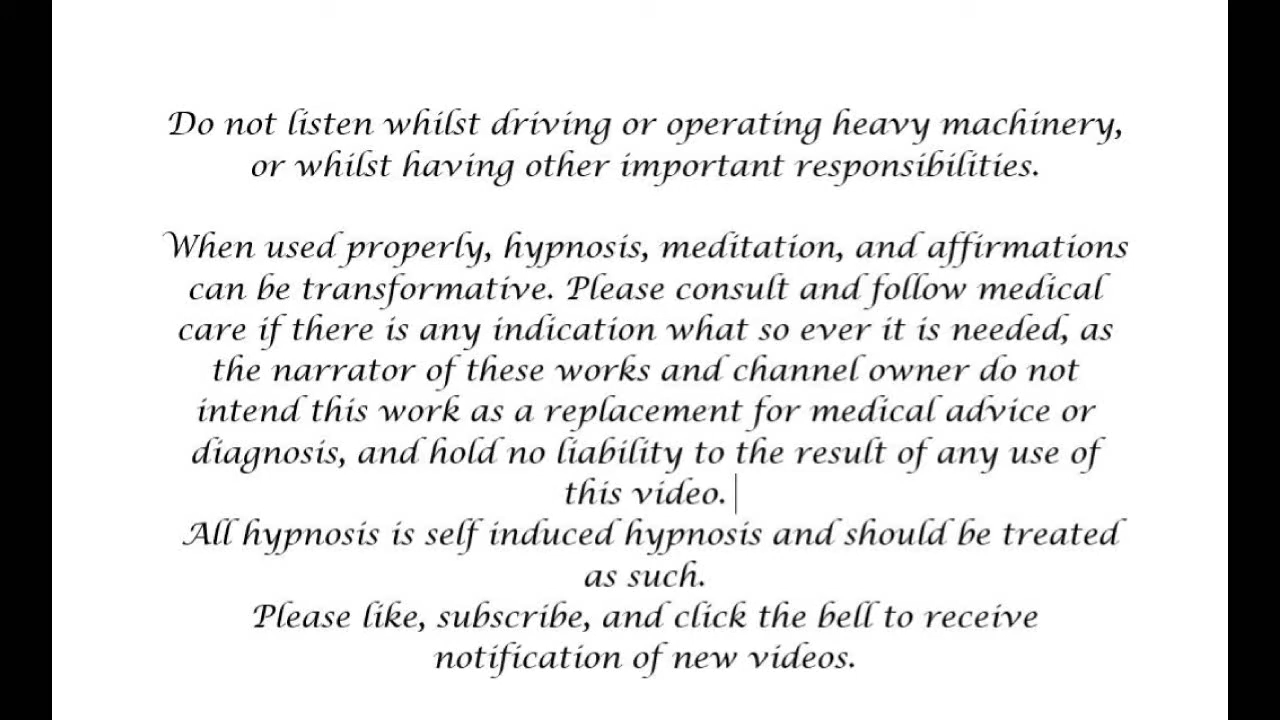 Do not listen whilst driving or operating heavy machinery,
or whilst having other important responsibilities.
When used properly, hypnosis, meditation, and affirmations
can be transformative. Please consult and follow medical
care if there is any indication what so ever it is needed, as
the narrator of these works and channel owner do not
intend this work as a replacement for medical advice or
diagnosis, and hold no liability to the result of any use of
this video.
All hypnosis is self induced hypnosis and should be treated
as such.
Please like, subscribe, and click the bell to receive
notification of new videos.